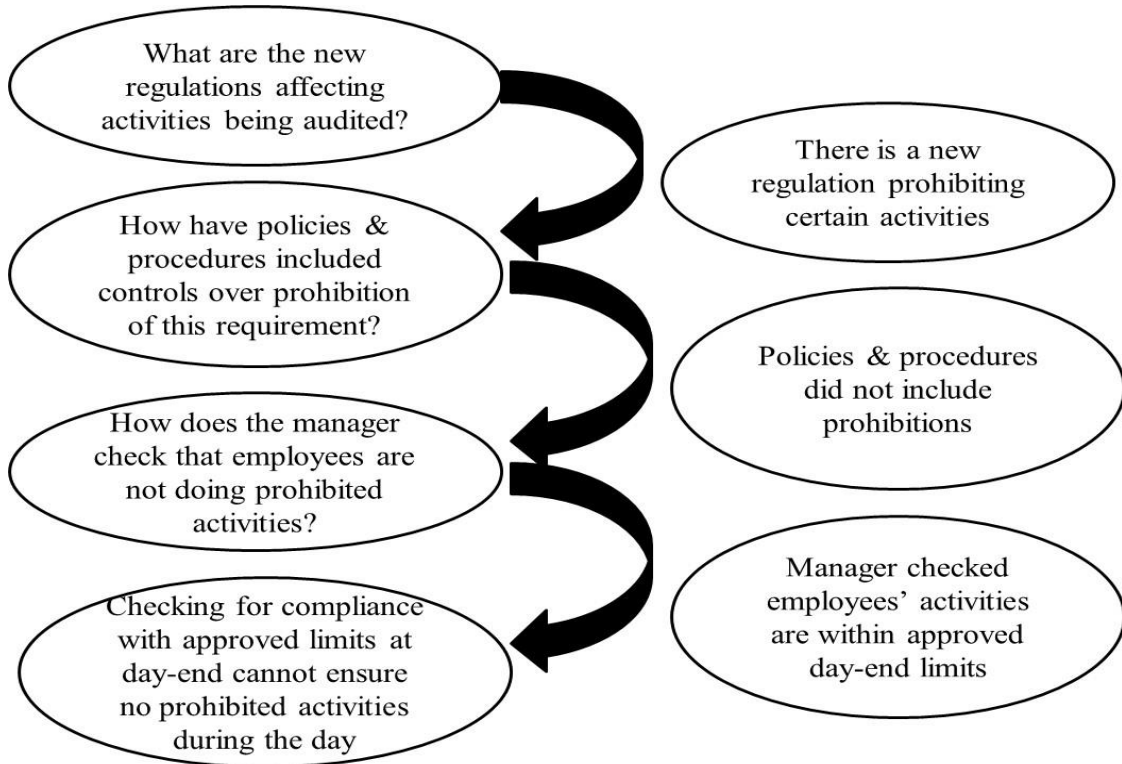 What are the new
regulations affecting
activities being audited?
There is a new
regulation prohibiting
certain activities
How have policies &
procedures included
controls over prohibition
of this requirement?
Policies & procedures
did not include
prohibitions
How does the manager
check that employees are
not doing prohibited
activities?
Manager checked
employees’ activities
are within approved
day-end limits
Checking for compliance
with approved limits at
day-end cannot ensure
no prohibited activities
during the day